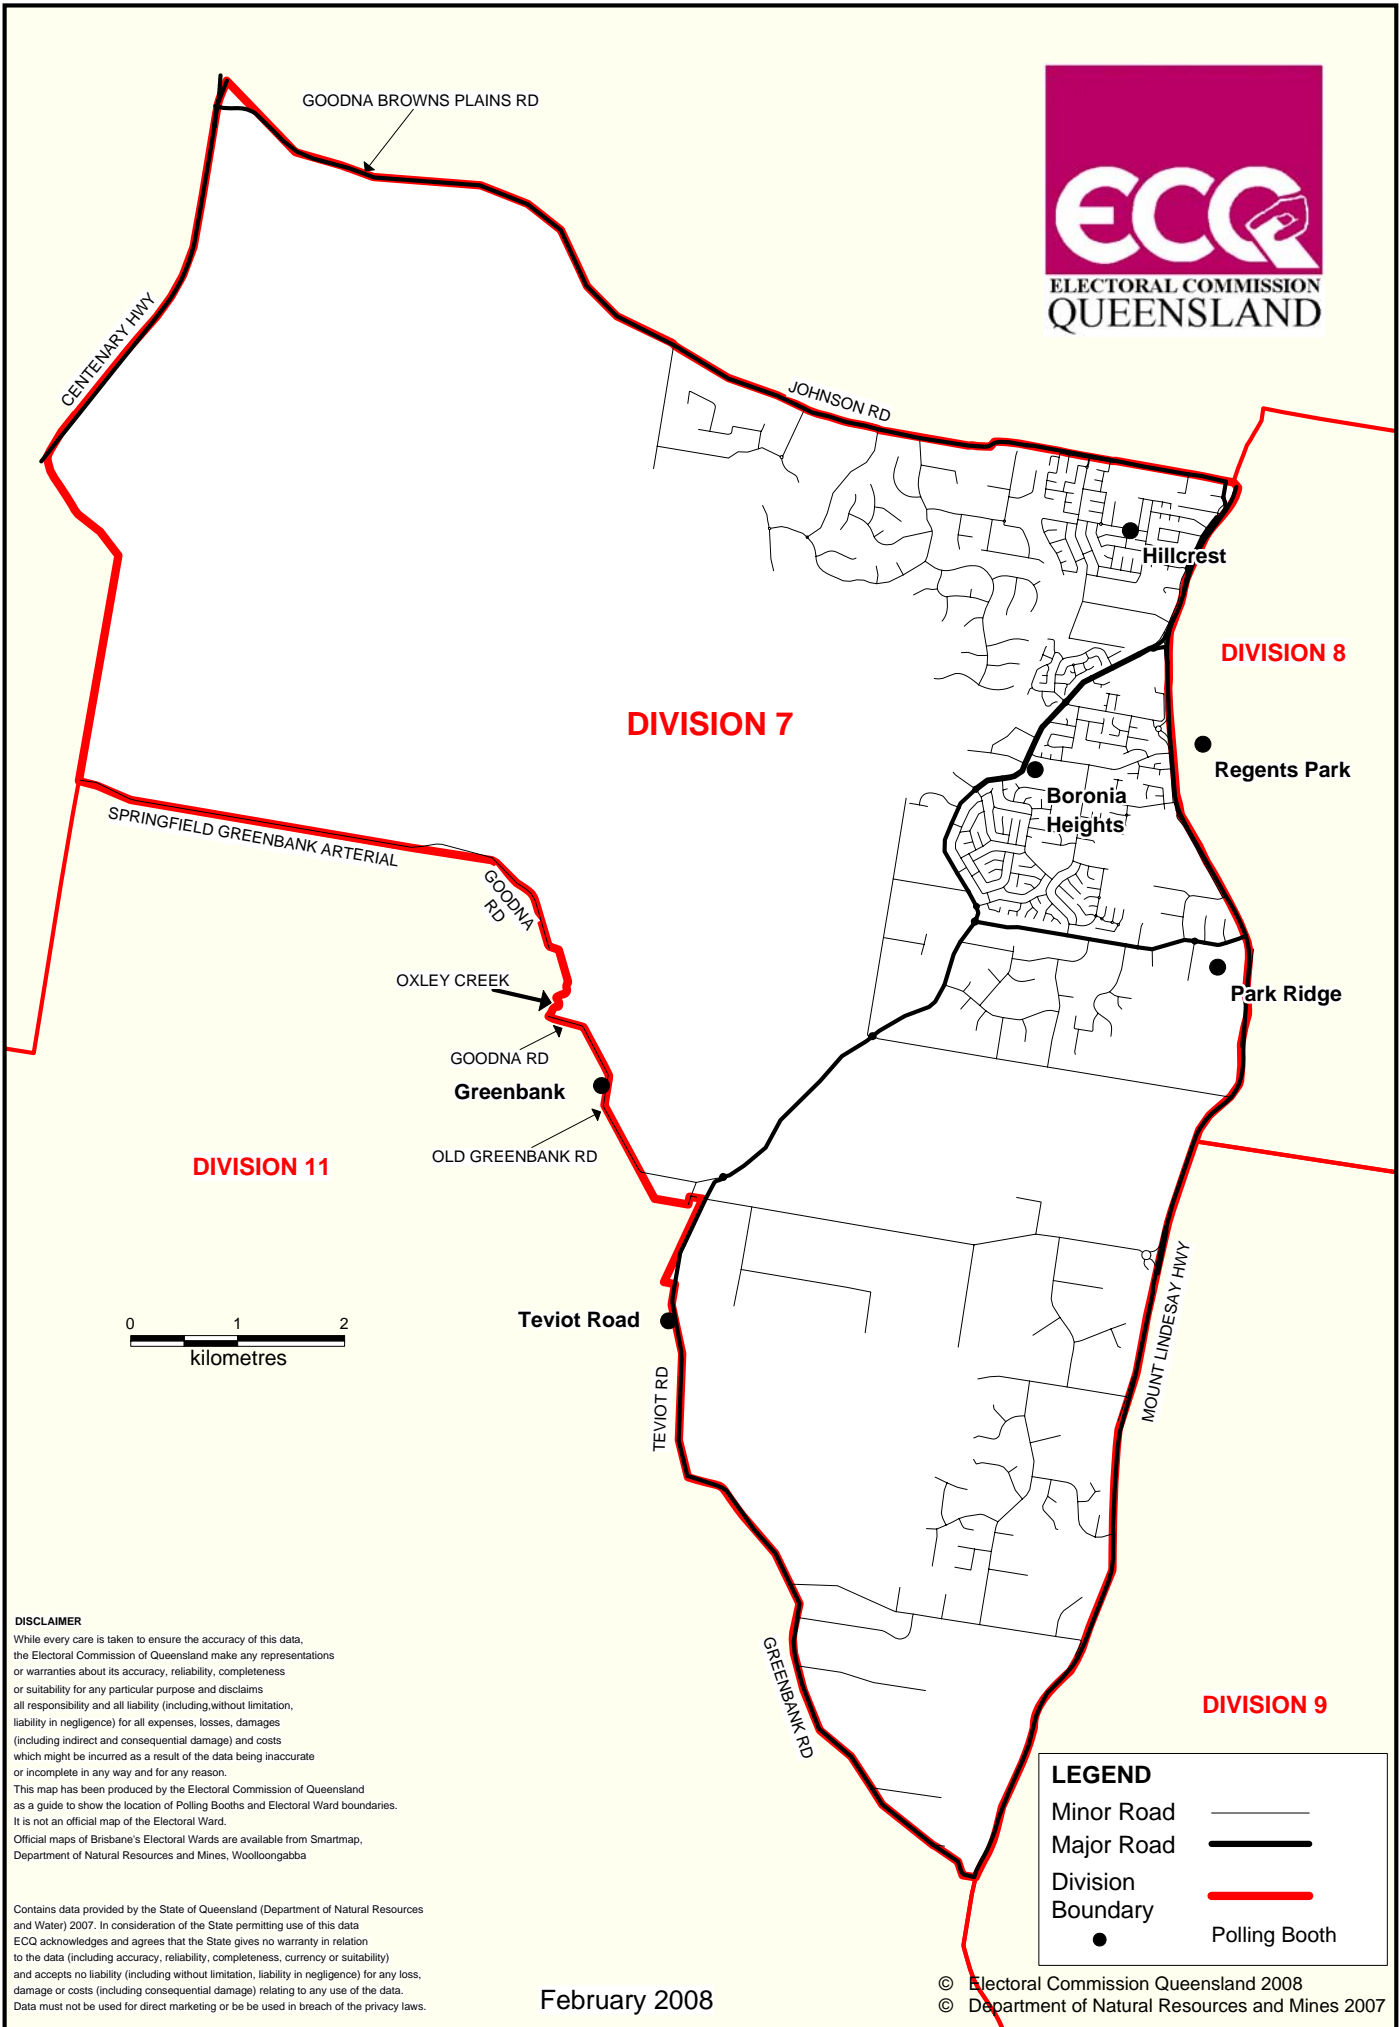 GOODNA BROWNS PLAINS RD
ECQ
ELECTORAL COMMISSION
QUEENSLAND
CENTENARY HWY
JOHNSON RD
Hillcrest
DIVISION 8
DIVISION 7
Regents Park
Boronia
Heights
SPRINGFIELD GREENBANK ARTERIAL
GOODNA
RD
OXLEY CREEK
Park Ridge
GOODNA RD
Greenbank
OLD GREENBANK RD
DIVISION 11
MOUNT LINDESAY HWY
Teviot Road
0 1 2
kilometres
TEVIOT RD
GREENBANK RD
DISCLAIMER
While every care is taken to ensure the accuracy of this data,
the Electoral Commission of Queensland make any representations
or warranties about its accuracy, reliability, completeness
or suitability for any particular purpose and disclaims
all responsibility and all liability (including,without limitation,
liability in negligence) for all expenses, losses, damages
(including indirect and consequential damage) and costs
which might be incurred as a result of the data being inaccurate
or incomplete in any way and for any reason.
This map has been produced by the Electoral Commission of Queensland
as a guide to show the location of Polling Booths and Electoral Ward boundaries.
It is not an official map of the Electoral Ward.
Official maps of Brisbane's Electoral Wards are available from Smartmap,
Department of Natural Resources and Mines, Woolloongabba
Contains data provided by the State of Queensland (Department of Natural Resources
and Water) 2007. In consideration of the State permitting use of this data
ECQ acknowledges and agrees that the State gives no warranty in relation
to the data (including accuracy, reliability, completeness, currency or suitability)
and accepts no liability (including without limitation, liability in negligence) for any loss,
damage or costs (including consequential damage) relating to any use of the data.
Data must not be used for direct marketing or be be used in breach of the privacy laws.
DIVISION 9
LEGEND
Minor Road
Major Road
Division
Boundary
Polling Booth
February 2008
© Electoral Commission Queensland 2008
© Department of Natural Resources and Mines 2007